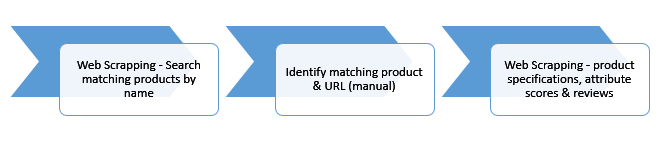 Web Scrapping - Search
matching products by
name
Identify matching product
& URL (manual)
Web Scrapping - product
specifications, attribute
scores & reviews